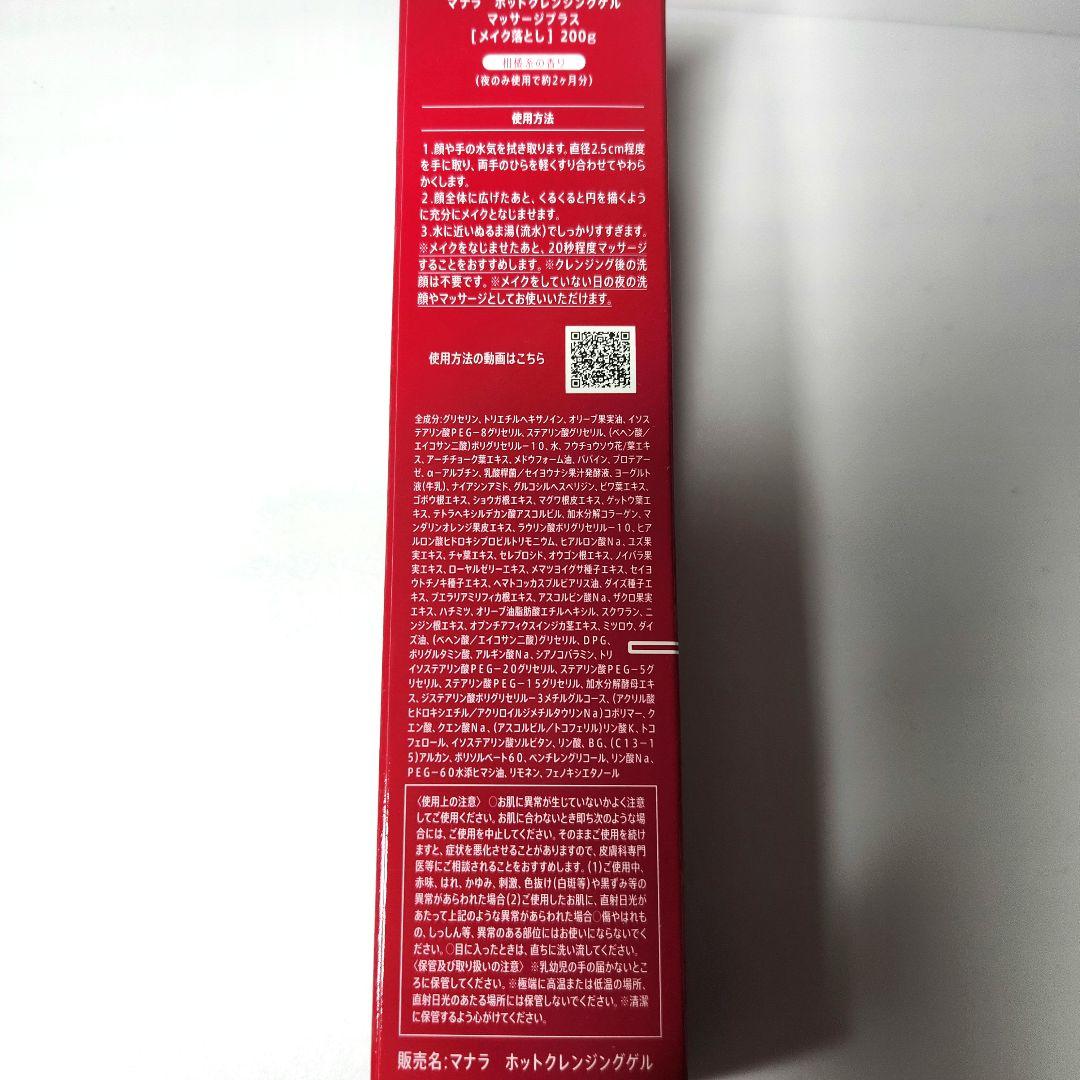 マナラ ホットクレンジングゲル
マッサージプラス
[メイク落とし] 200g
柑橘系の香り
(夜のみ使用で約2ヶ月分)
使用方法
1.顔や手の水気を拭き取ります。直径2.5cm程度
を手に取り、両手のひらを軽くすり合わせてやわら
かくします。
2.顔全体に広げたあと、くるくると円を描くよう
に充分にメイクとなじませます。
3.水に近いぬるま湯(流水)でしっかりすすぎます。
※メイクをなじませたあと、20秒程度マッサージ
することをおすすめします。※クレンジング後の洗
顔は不要です。※メイクをしていない日の夜の洗
顔やマッサージとしてお使いいただけます。
使用方法の動画はこちら
全成分:グリセリン、トリエチルヘキサノイン、オリーブ果実油、イソス
テアリン酸PEG-8グリセリル、ステアリン酸グリセリル、(ベヘン酸/
エイコサン二酸)ポリグリセリル-10、水、フウチョウソウ花/葉エキ
ス、アーチチョーク葉エキス、メドウフォーム油、パパイン、プロテアー
ゼ、α-アルブチン、乳酸桿菌/セイヨウナシ果汁発酵液、ヨーグルト
液(牛乳)、ナイアシンアミド、グルコシルヘスペリジン、ビワ葉エキス、
ゴボウ根エキス、ショウガ根エキス、マグワ根皮エキス、ゲットウ葉エ
キス、テトラヘキシルデカン酸アスコルビル、加水分解コラーゲン、マ
ンダリンオレンジ果皮エキス、ラウリン酸ポリグリセリル-10、ヒア
ルロン酸ヒドロキシプロピルトリモニウム、ヒアルロン酸Na、ユズ果
実エキス、チャ葉エキス、セレブロシド、オウゴン根エキス、ノイバラ果
実エキス、ローヤルゼリーエキス、メマツヨイグサ種子エキス、セイヨ
ウトチノキ種子エキス、ヘマトコッカスプルビアリス油、ダイズ種子エ
キス、プエラリアミリフィカ根エキス、アスコルビン酸Na、ザクロ果実
エキス、ハチミツ、オリーブ油脂肪酸エチルヘキシル、スクワラン、ニ
ンジン根エキス、オプンチアフィクスインジカ茎エキス、ミツロウ、ダイ
ズ油、(ベヘン酸/エイコサン二酸)グリセリル、DPG、
ポリグルタミン酸、アルギン酸Na、シアノコバラミン、トリ
イソステアリン酸PEG-20グリセリル、ステアリン酸PEG-5グ
リセリル、ステアリン酸PEG-15グリセリル、加水分解酵母エキ
ス、ジステアリン酸ポリグリセリル-3メチルグルコース、(アクリル酸
ヒドロキシエチル/アクリロイルジメチルタウリンNa)コポリマー、ク
エン酸、クエン酸Na、(アスコルビル/トコフェリル)リン酸K、トコ
フェロール、イソステアリン酸ソルビタン、リン酸、BG、(C13-1
5)アルカン、ポリソルベート60、ペンチレングリコール、リン酸Na、
PEG-60水添ヒマシ油、リモネン、フェノキシエタノール
〈使用上の注意〉 ○お肌に異常が生じていないかよく注意
してご使用ください。お肌に合わないとき即ち次のような場
合には、ご使用を中止してください。そのままご使用を続け
ますと、症状を悪化させることがありますので、皮膚科専門
医等にご相談されることをおすすめします。(1)ご使用中、
赤味、はれ、かゆみ、刺激、色抜け(白斑等)や黒ずみ等の
異常があらわれた場合(2)ご使用したお肌に、直射日光が
あたって上記のような異常があらわれた場合○傷やはれも
の、しっしん等、異常のある部位にはお使いにならないでく
ださい。○目に入ったときは、直ちに洗い流してください。
〈保管及び取り扱いの注意〉 ※乳幼児の手の届かないとこ
ろに保管してください。※極端に高温または低温の場所、
直射日光のあたる場所には保管しないでください。※清潔
に保管するよう心がけてください。
販売名:マナラ ホットクレンジングゲル